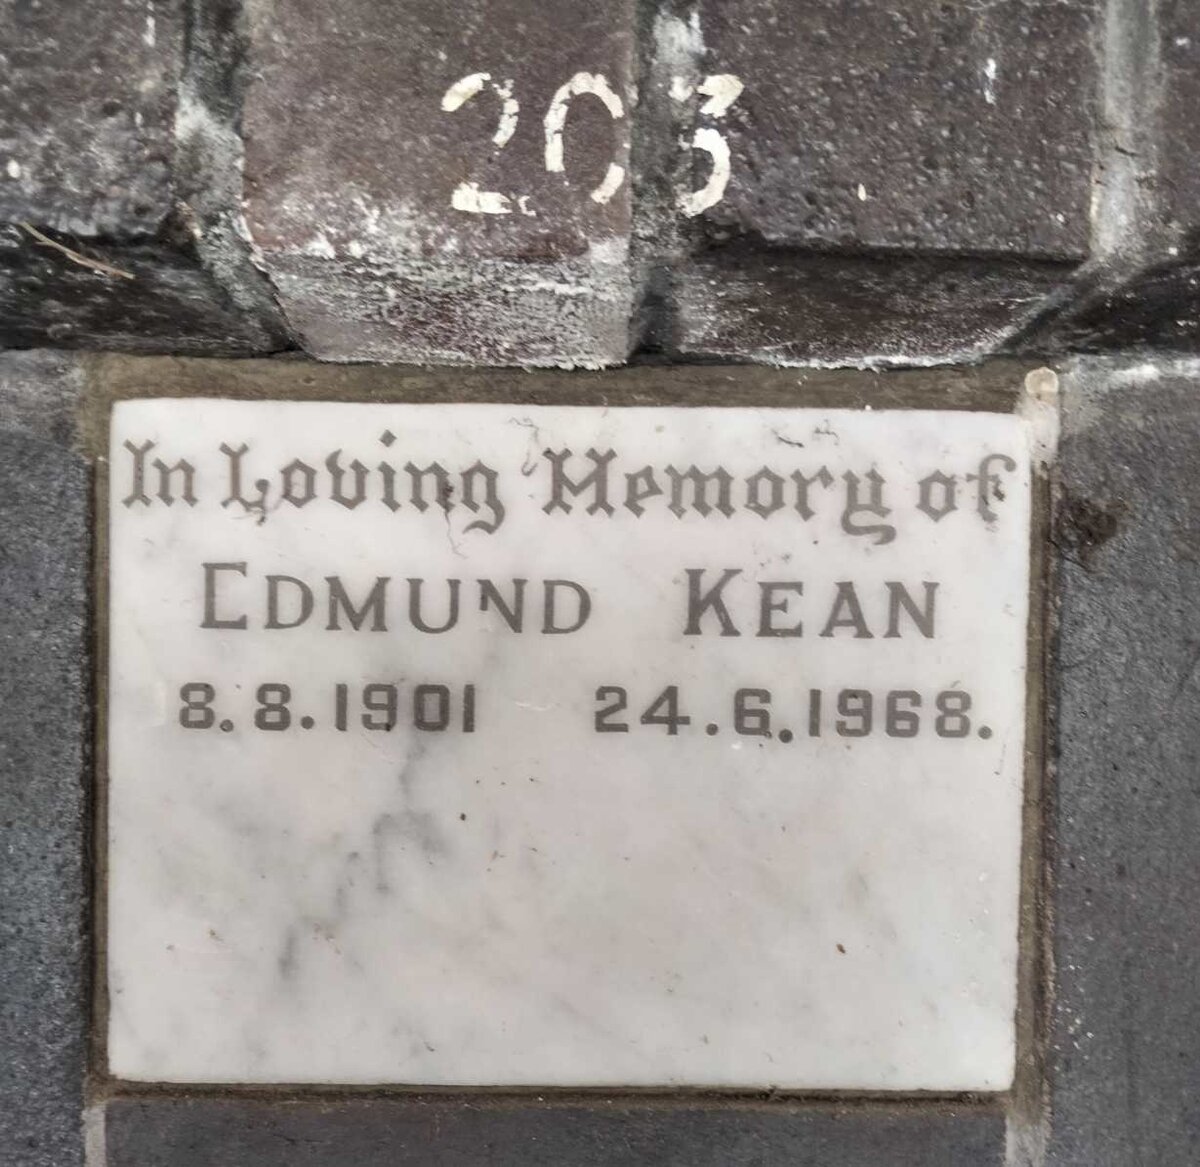 203
In Loving Memory of
EDMUND KEAN
8.8.1901 24.6.1968.